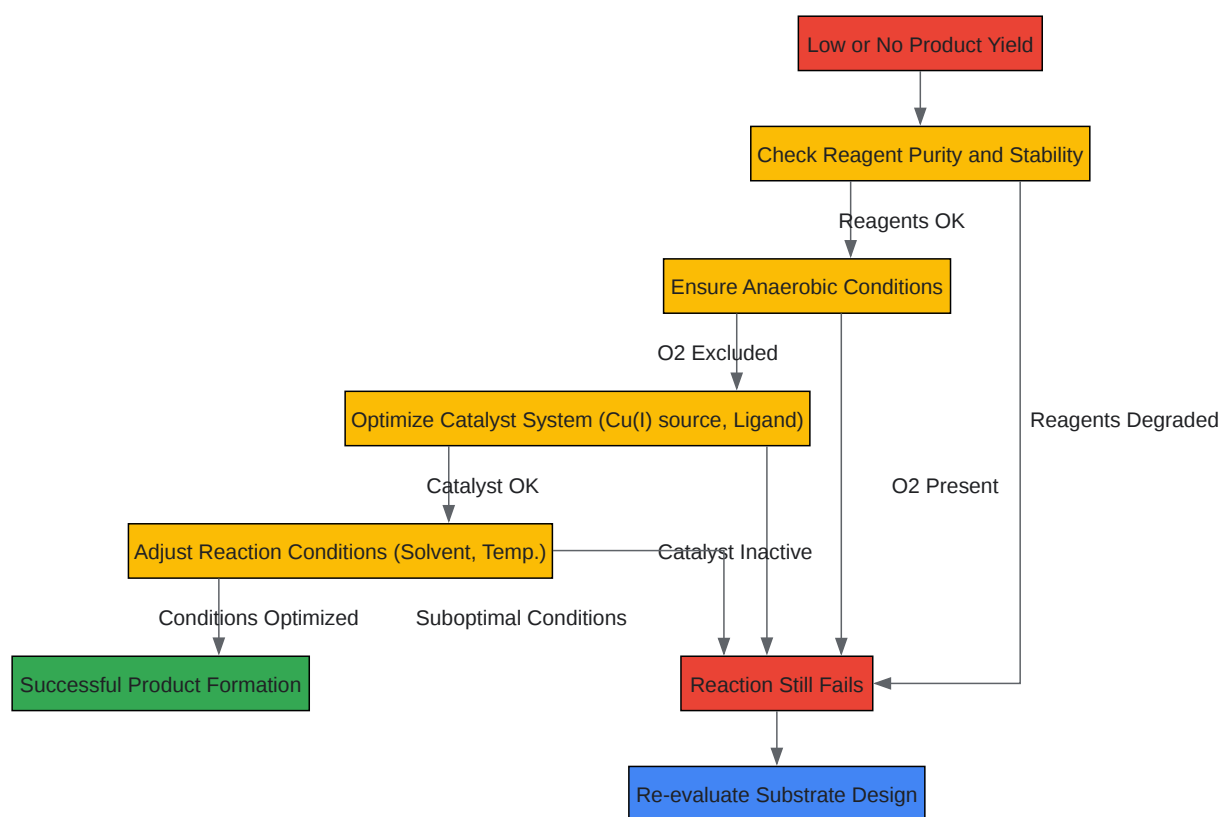 Low or No Product Yield
Check Reagent Purity and Stability
Reagents OK
Ensure Anaerobic Conditions
O2 Excluded
Optimize Catalyst System (Cu(I) source, Ligand)
Reagents Degraded
Catalyst OK
O2 Present
Adjust Reaction Conditions (Solvent, Temp.)
Catalyst Inactive
Conditions Optimized
Suboptimal Conditions
Successful Product Formation
Reaction Still Fails
Re-evaluate Substrate Design